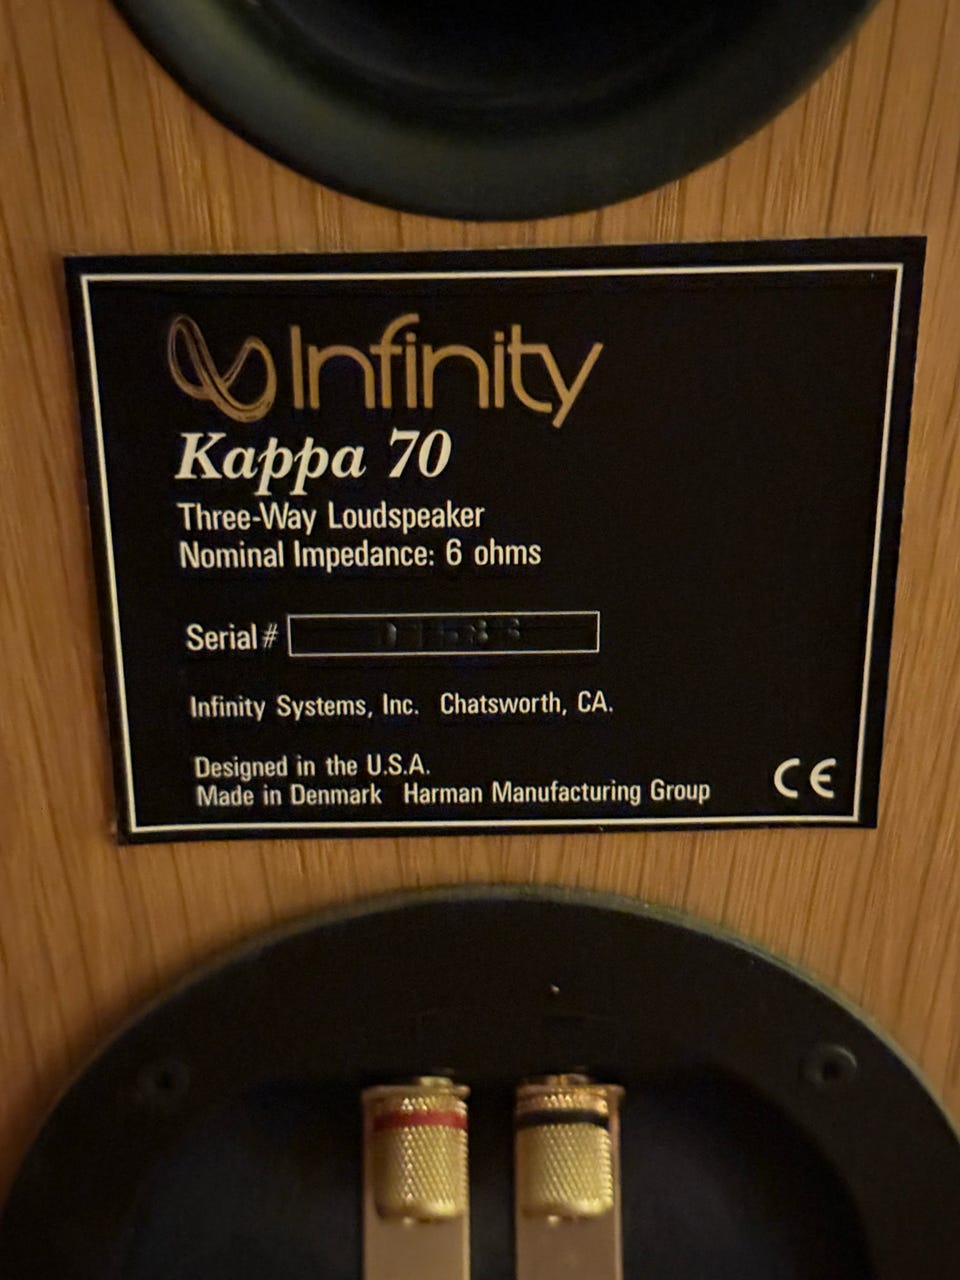 Infinity
Kappa 70
Three-Way Loudspeaker
Nominal Impedance: 6 ohms
Serial #
Infinity Systems, Inc. Chatsworth, CA.
Designed in the U.S.A.
Made in Denmark Harman Manufacturing Group
CE